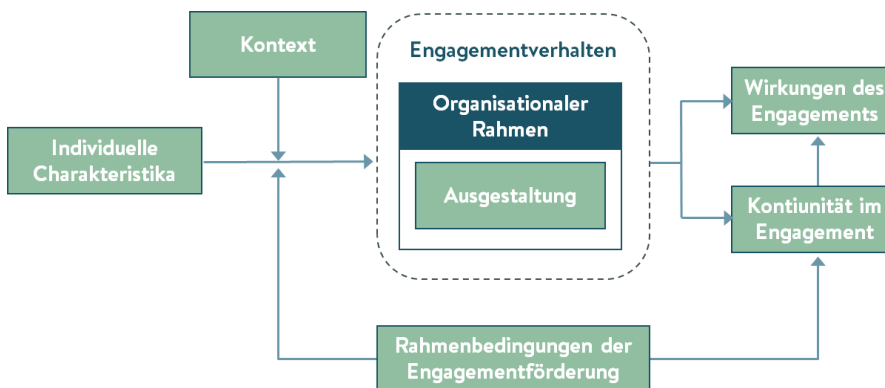 Kontext
Engagementverhalten
Organisationaler
Rahmen
Ausgestaltung
Individuelle
Charakteristika
Wirkungen des
Engagements
Kontiunität im
Engagement
Rahmenbedingungen der
Engagementförderung